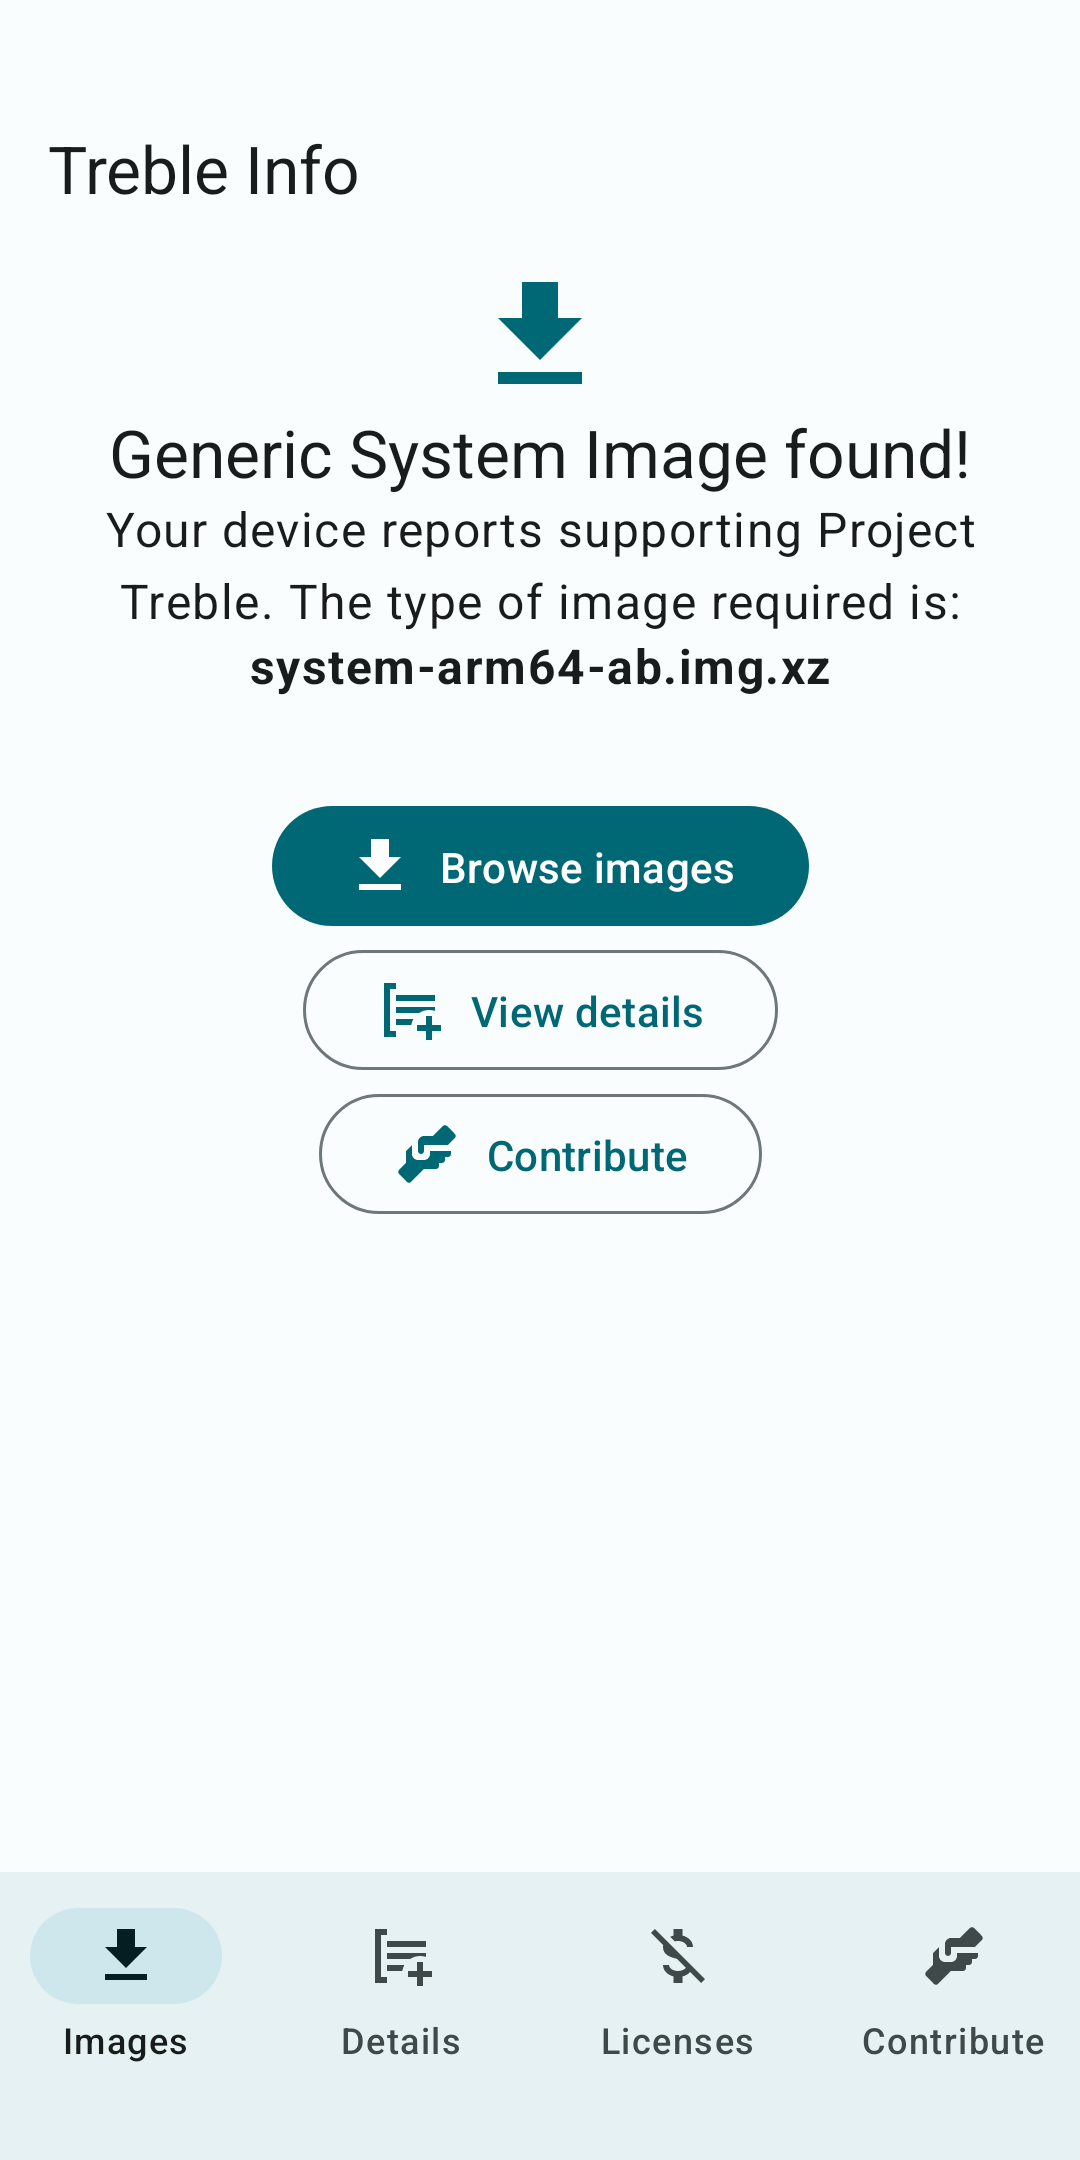 Treble Info
Generic System Image found!
Your device reports supporting Project
Treble. The type of image required is:
system-arm64-ab.img.xz
Browse images
View details
Contribute
Images
Details
Licenses
Contribute